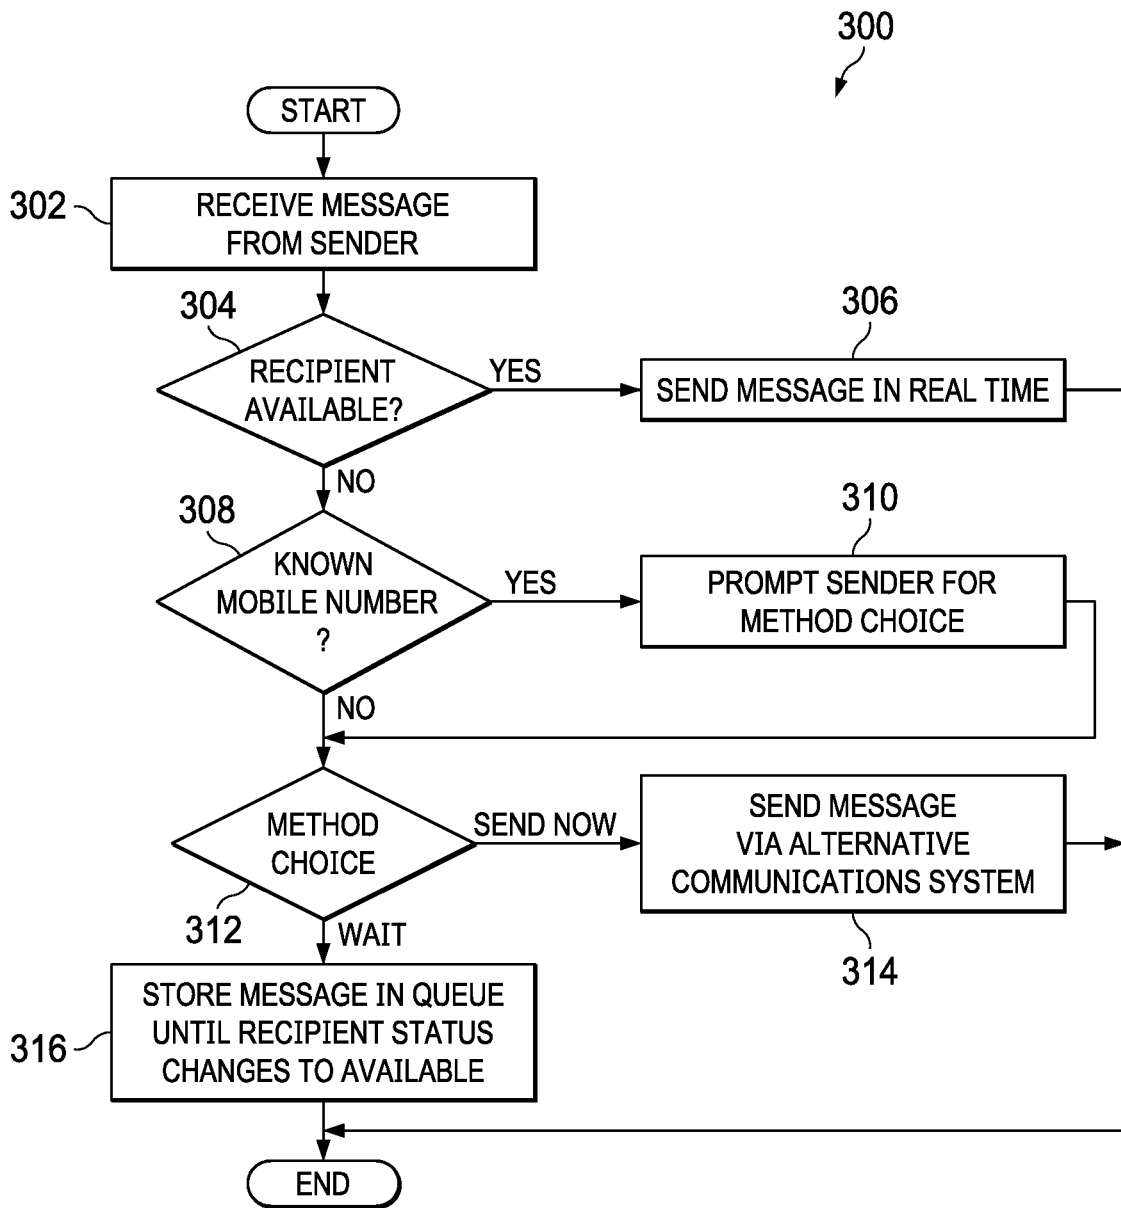 300
START
302
RECEIVE MESSAGE
FROM SENDER
304
306
RECIPIENT
AVAILABLE?
YES
SEND MESSAGE IN REAL TIME
NO
308
310
KNOWN
MOBILE NUMBER
?
YES
PROMPT SENDER FOR
METHOD CHOICE
NO
METHOD
CHOICE
SEND NOW
SEND MESSAGE
VIA ALTERNATIVE
COMMUNICATIONS SYSTEM
312
314
WAIT
316
STORE MESSAGE IN QUEUE
UNTIL RECIPIENT STATUS
CHANGES TO AVAILABLE
END